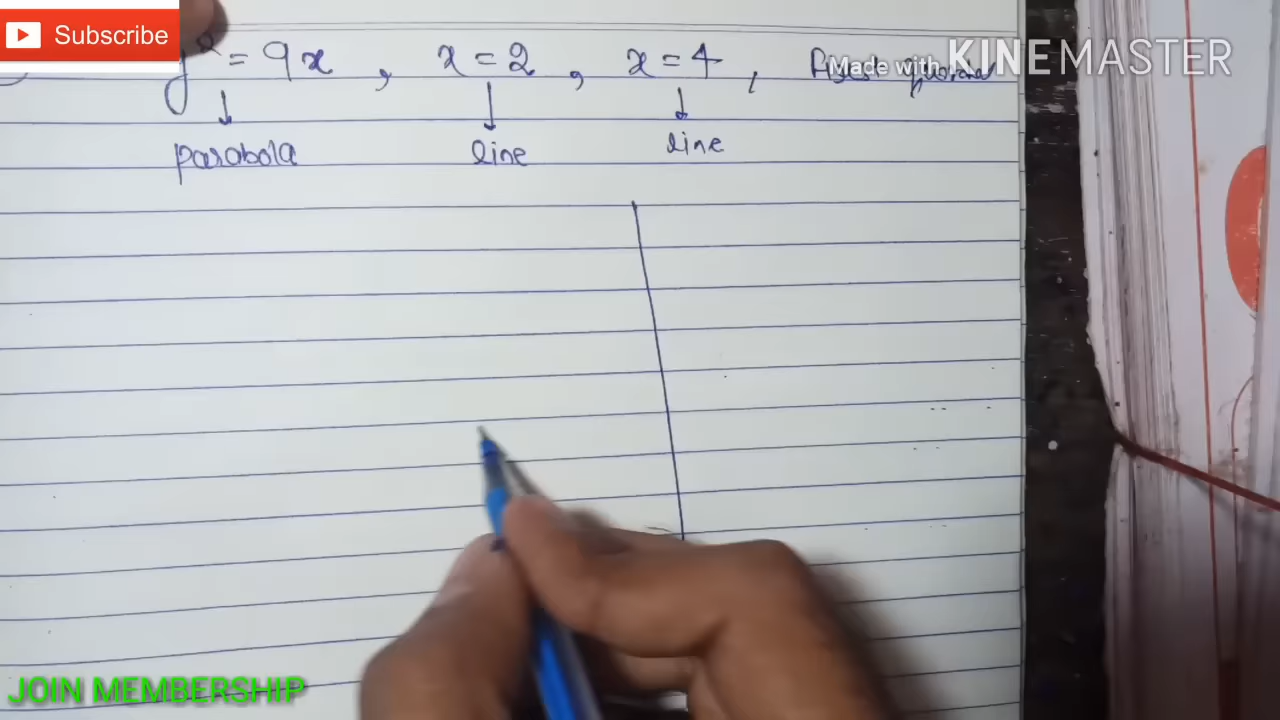 Subscribe
y² = 9x , x = 2 , x = 4 ,
Made with KINEMASTER
parabola line line
JOIN MEMBERSHIP